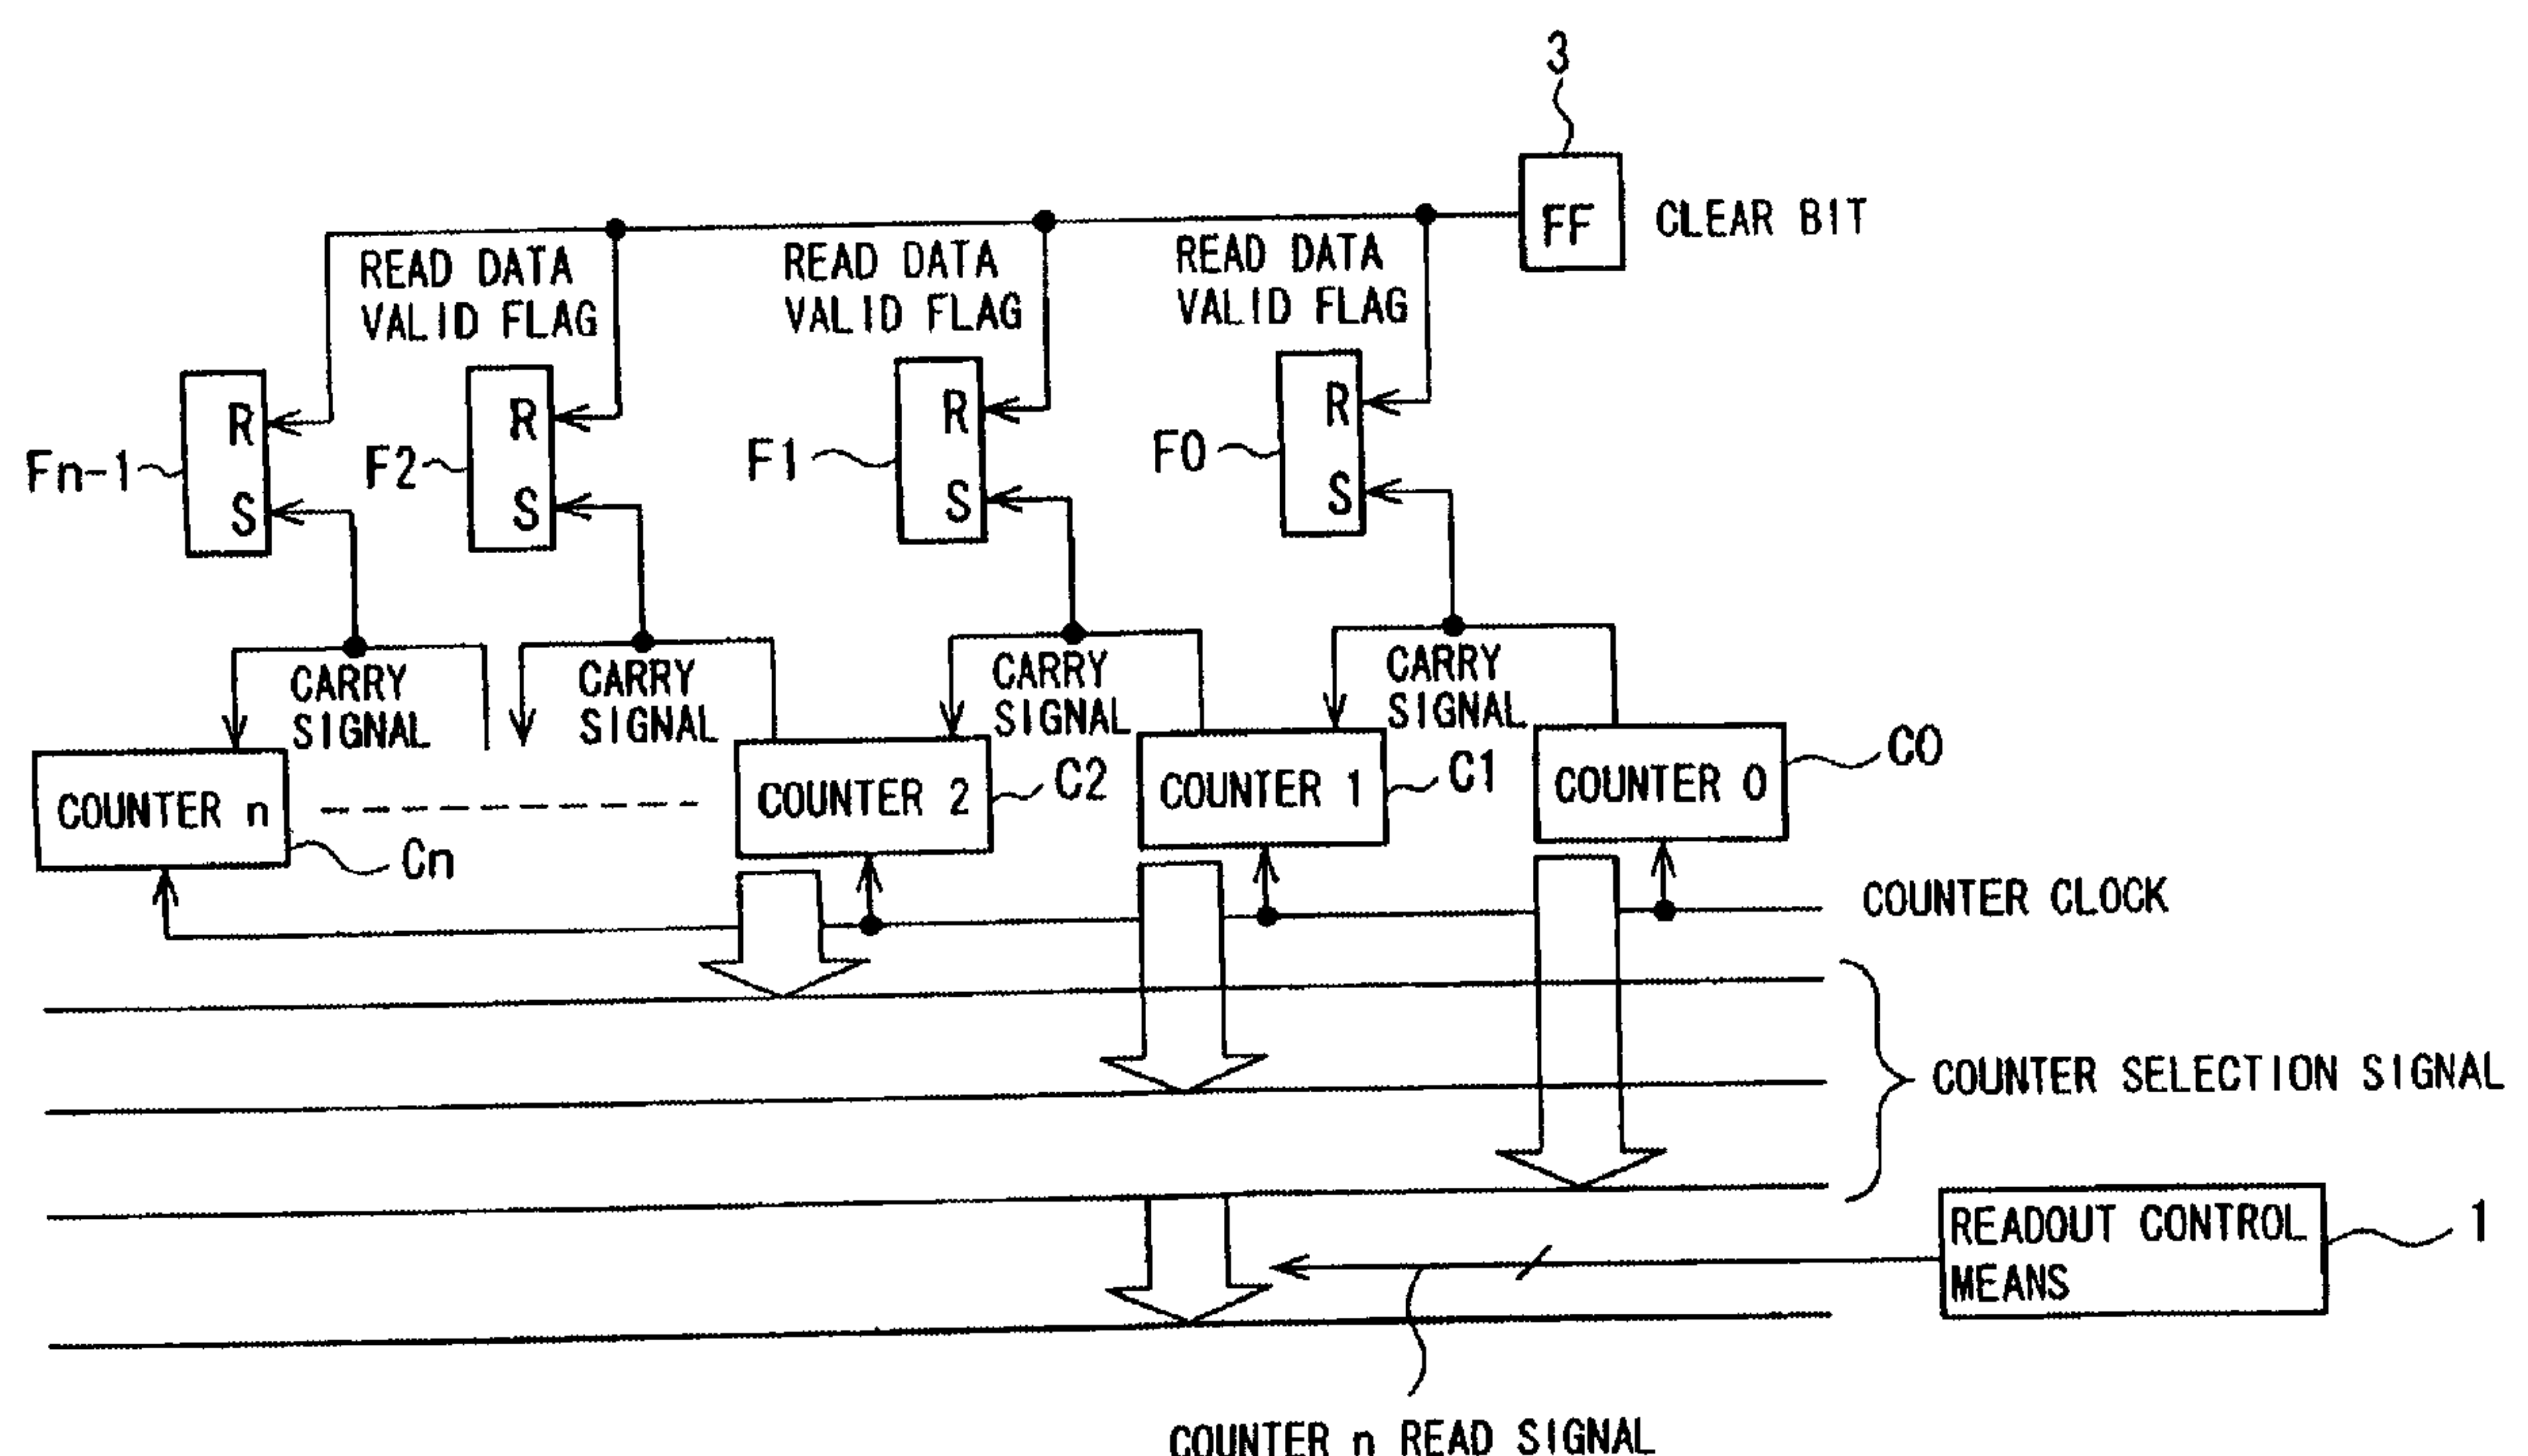 3
FF
CLEAR BIT
READ DATA
VALID FLAG
READ DATA
VALID FLAG
READ DATA
VALID FLAG
R
S
R
S
R
S
R
S
Fn-1
F2
F1
F0
CARRY
SIGNAL
CARRY
SIGNAL
CARRY
SIGNAL
CARRY
SIGNAL
COUNTER n
Cn
COUNTER 2
C2
COUNTER 1
C1
COUNTER 0
C0
COUNTER CLOCK
COUNTER SELECTION SIGNAL
READOUT CONTROL
MEANS
1
COUNTER n READ SIGNAL